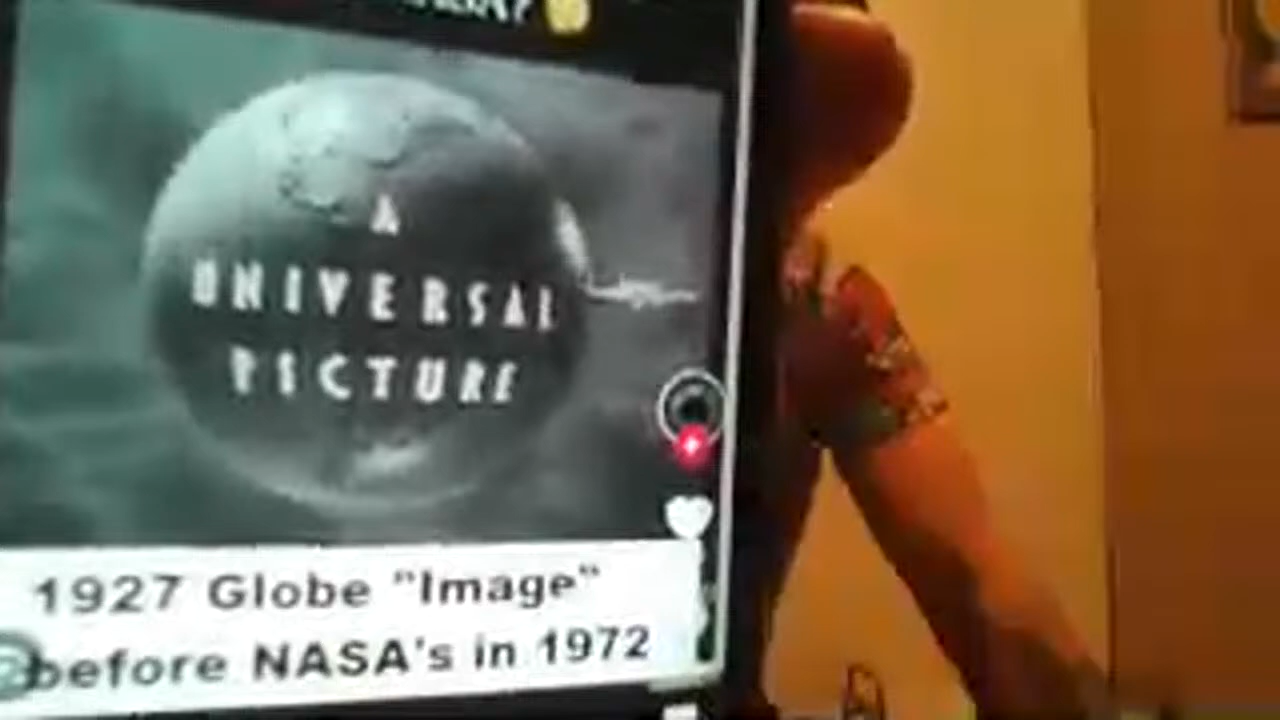 A
UNIVERSAL
PICTURE
1927 Globe "Image"
before NASA's in 1972